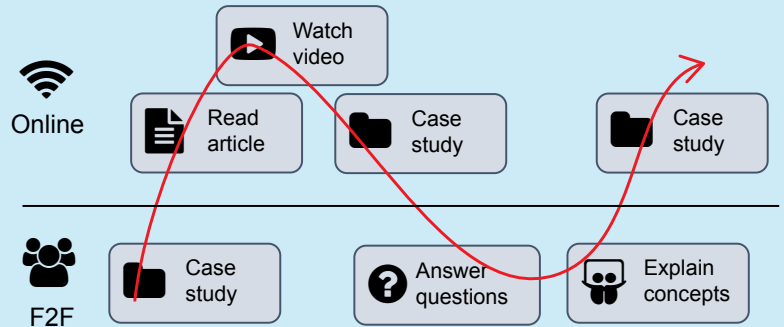 Watch
video
Online
Read
article
Case
study
Case
study
F2F
Case
study
Answer
questions
Explain
concepts